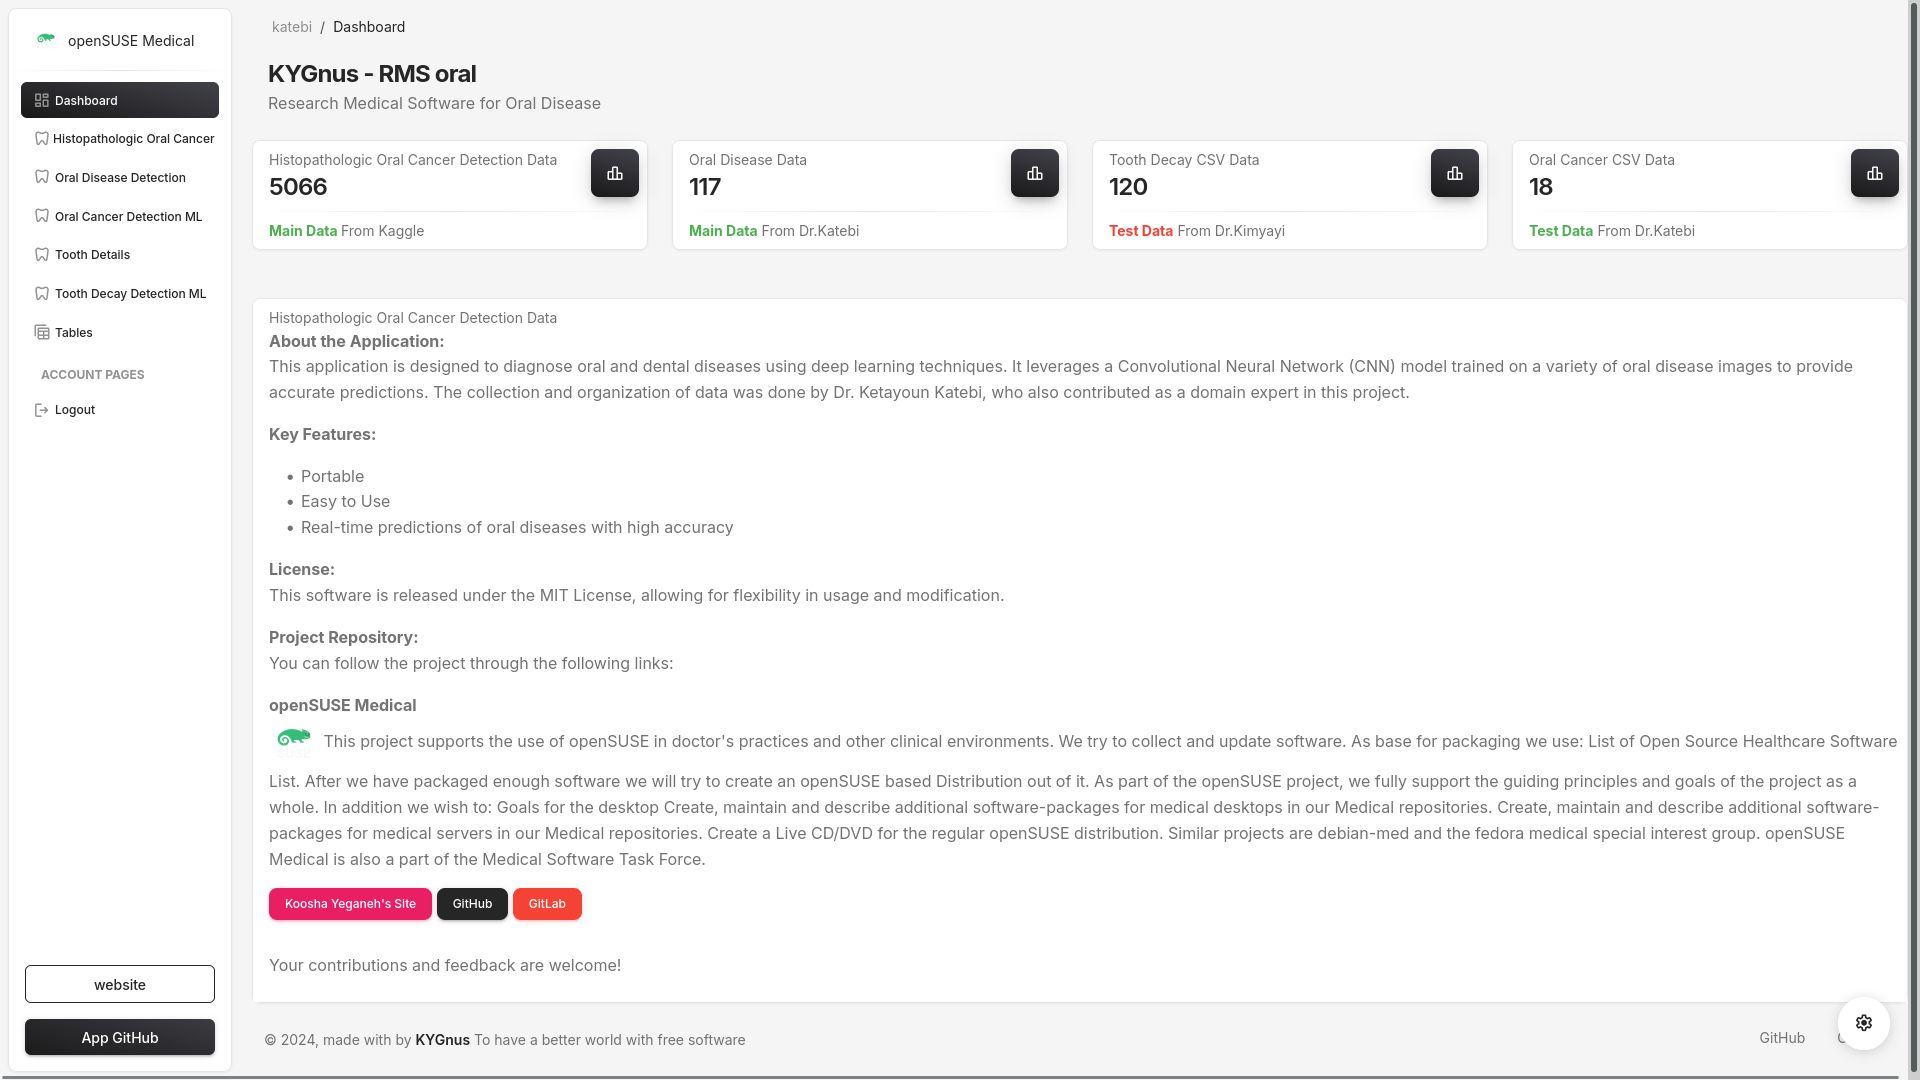 openSUSE Medical
Dashboard
Histopathologic Oral Cancer
Oral Disease Detection
Oral Cancer Detection ML
Tooth Details
Tooth Decay Detection ML
Tables
ACCOUNT PAGES
Logout
website
App GitHub
katebi / Dashboard
KYGnus - RMS oral
Research Medical Software for Oral Disease
Histopathologic Oral Cancer Detection Data
5066
Main Data From Kaggle
Oral Disease Data
117
Main Data From Dr.Katebi
Tooth Decay CSV Data
120
Test Data From Dr.Kimyayi
Oral Cancer CSV Data
18
Test Data From Dr.Katebi
Histopathologic Oral Cancer Detection Data
About the Application:
This application is designed to diagnose oral and dental diseases using deep learning techniques. It leverages a Convolutional Neural Network (CNN) model trained on a variety of oral disease images to provide
accurate predictions. The collection and organization of data was done by Dr. Ketayoun Katebi, who also contributed as a domain expert in this project.
Key Features:
• Portable
• Easy to Use
• Real-time predictions of oral diseases with high accuracy
License:
This software is released under the MIT License, allowing for flexibility in usage and modification.
Project Repository:
You can follow the project through the following links:
openSUSE Medical
This project supports the use of openSUSE in doctor's practices and other clinical environments. We try to collect and update software. As base for packaging we use: List of Open Source Healthcare Software
List. After we have packaged enough software we will try to create an openSUSE based Distribution out of it. As part of the openSUSE project, we fully support the guiding principles and goals of the project as a
whole. In addition we wish to: Goals for the desktop Create, maintain and describe additional software-packages for medical desktops in our Medical repositories. Create, maintain and describe additional software-
packages for medical servers in our Medical repositories. Create a Live CD/DVD for the regular openSUSE distribution. Similar projects are debian-med and the fedora medical special interest group. openSUSE
Medical is also a part of the Medical Software Task Force.
Koosha Yeganeh's Site GitHub GitLab
Your contributions and feedback are welcome!
© 2024, made with by KYGnus To have a better world with free software
GitHub